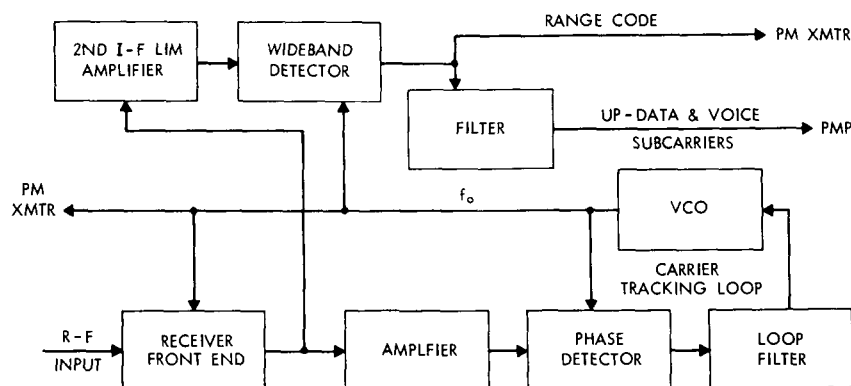 RANGE CODE
PM XMTR
2ND I-F LIM
AMPLIFIER
WIDEBAND
DETECTOR
FILTER
UP-DATA & VOICE
SUBCARRIERS
PMP
PM
XMTR
fo
VCO
CARRIER
TRACKING LOOP
R-F
INPUT
RECEIVER
FRONT END
AMPLFIER
PHASE
DETECTOR
LOOP
FILTER